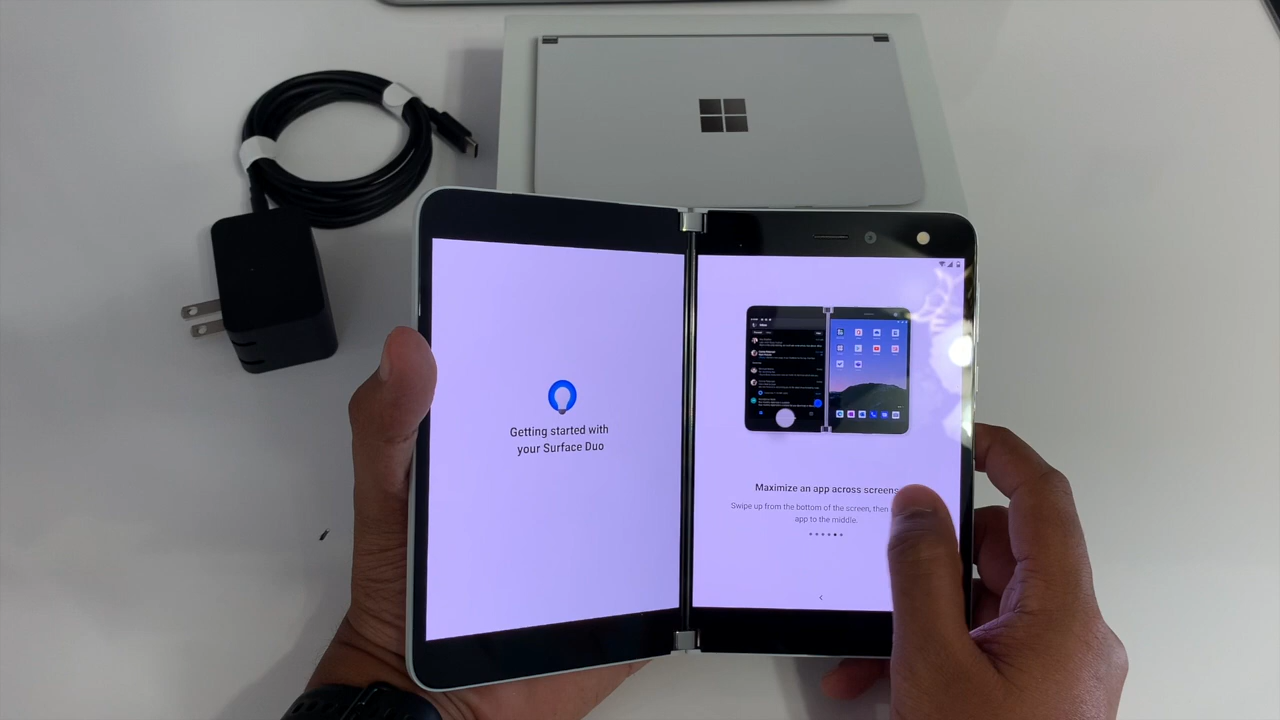 Getting started with
your Surface Duo
Maximize an app across screens
Swipe up from the bottom of the screen, then
app to the middle.